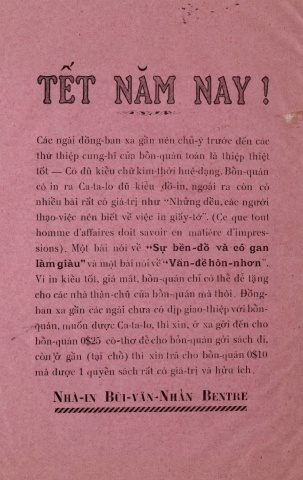 TẾT NĂM NAY !
Các ngài đồng-ban xa gần nên chú-ý trước đến các
thứ thiệp cung-hỉ của bổn-quán toàn là thiệp thiệt
tốt — Có đủ kiểu chữ kim-thời huê-dạng, Bổn-quán
có in ra Ca-ta-lo đủ kiểu đồ-in, ngoài ra còn có
nhiều bài rất có giá-trị như “Những đều, các người
thạo-việc nên biết về việc in giấy-tờ”. (Ce que tont
homme d'affaires doit savoir en matière d'impres-
sions). Một bài nói về “Sự bền-đỗ và có gan
làm giàu” và một bài nói về “Vấn-đề hôn-nhơn”.
Vì in kiểu tốt, giá mắt, bổn-quán chỉ có thể để tặng
cho các nhà thân-chủ của bổn-quán mà thôi. Đồng-
ban xa gần các ngài chưa có dịp giao-thiệp với bổn-
quán, muốn được Ca-ta-lo, thì xin, ở xa gởi đến cho
bổn-quán 0$25 cò-thơ để cho bổn-quán gởi sách đi,
còn ở gần (tại chỗ) thì xin trả cho bổn-quán 0$10
mà được 1 quyển sách rất có giá-trị và hữu ích.
NHÀ-IN BÙI-VĂN-NHẪN BENTRE